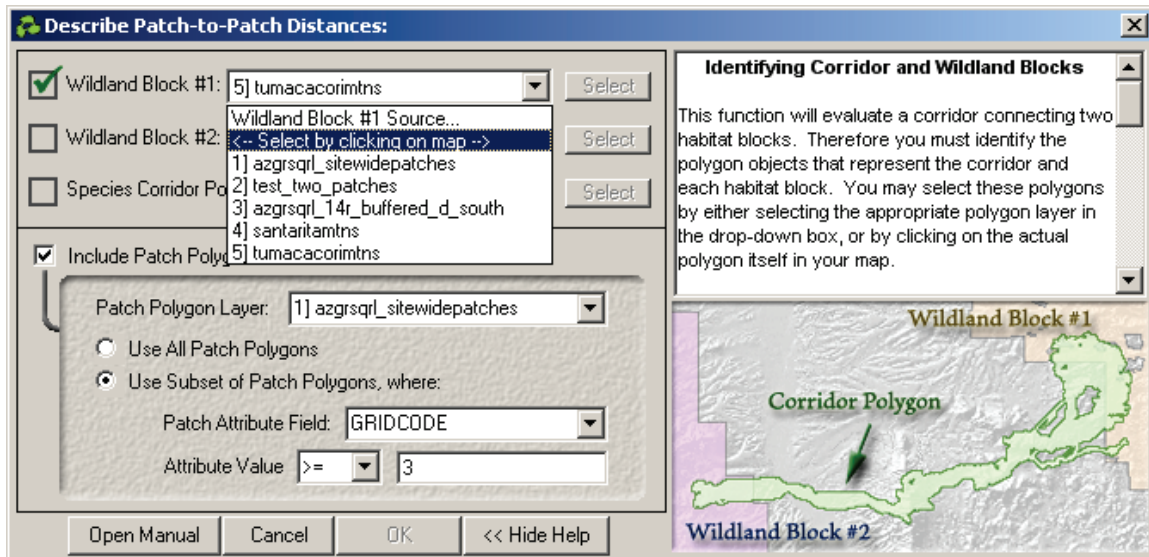 Describe Patch-to-Patch Distances:
Wildland Block #1:
5] tumacacorimtns
Select
Wildland Block #1 Source...
<-- Select by clicking on map -->
1] azgrsqrl_sitewidepatches
2] test_two_patches
3] azgrsqrl_14r_buffered_d_south
4] santaritamtns
5] tumacacorimtns
Wildland Block #2:
Select
Species Corridor Po
Select
Include Patch Polyg
Patch Polygon Layer:
1] azgrsqrl_sitewidepatches
Use All Patch Polygons
Use Subset of Patch Polygons, where:
Patch Attribute Field:
GRIDCODE
Attribute Value
>=
3
Open Manual
Cancel
OK
<< Hide Help
Identifying Corridor and Wildland Blocks
This function will evaluate a corridor connecting two
habitat blocks. Therefore you must identify the
polygon objects that represent the corridor and
each habitat block. You may select these polygons
by either selecting the appropriate polygon layer in
the drop-down box, or by clicking on the actual
polygon itself in your map.
Wildland Block #1
Corridor Polygon
Wildland Block #2